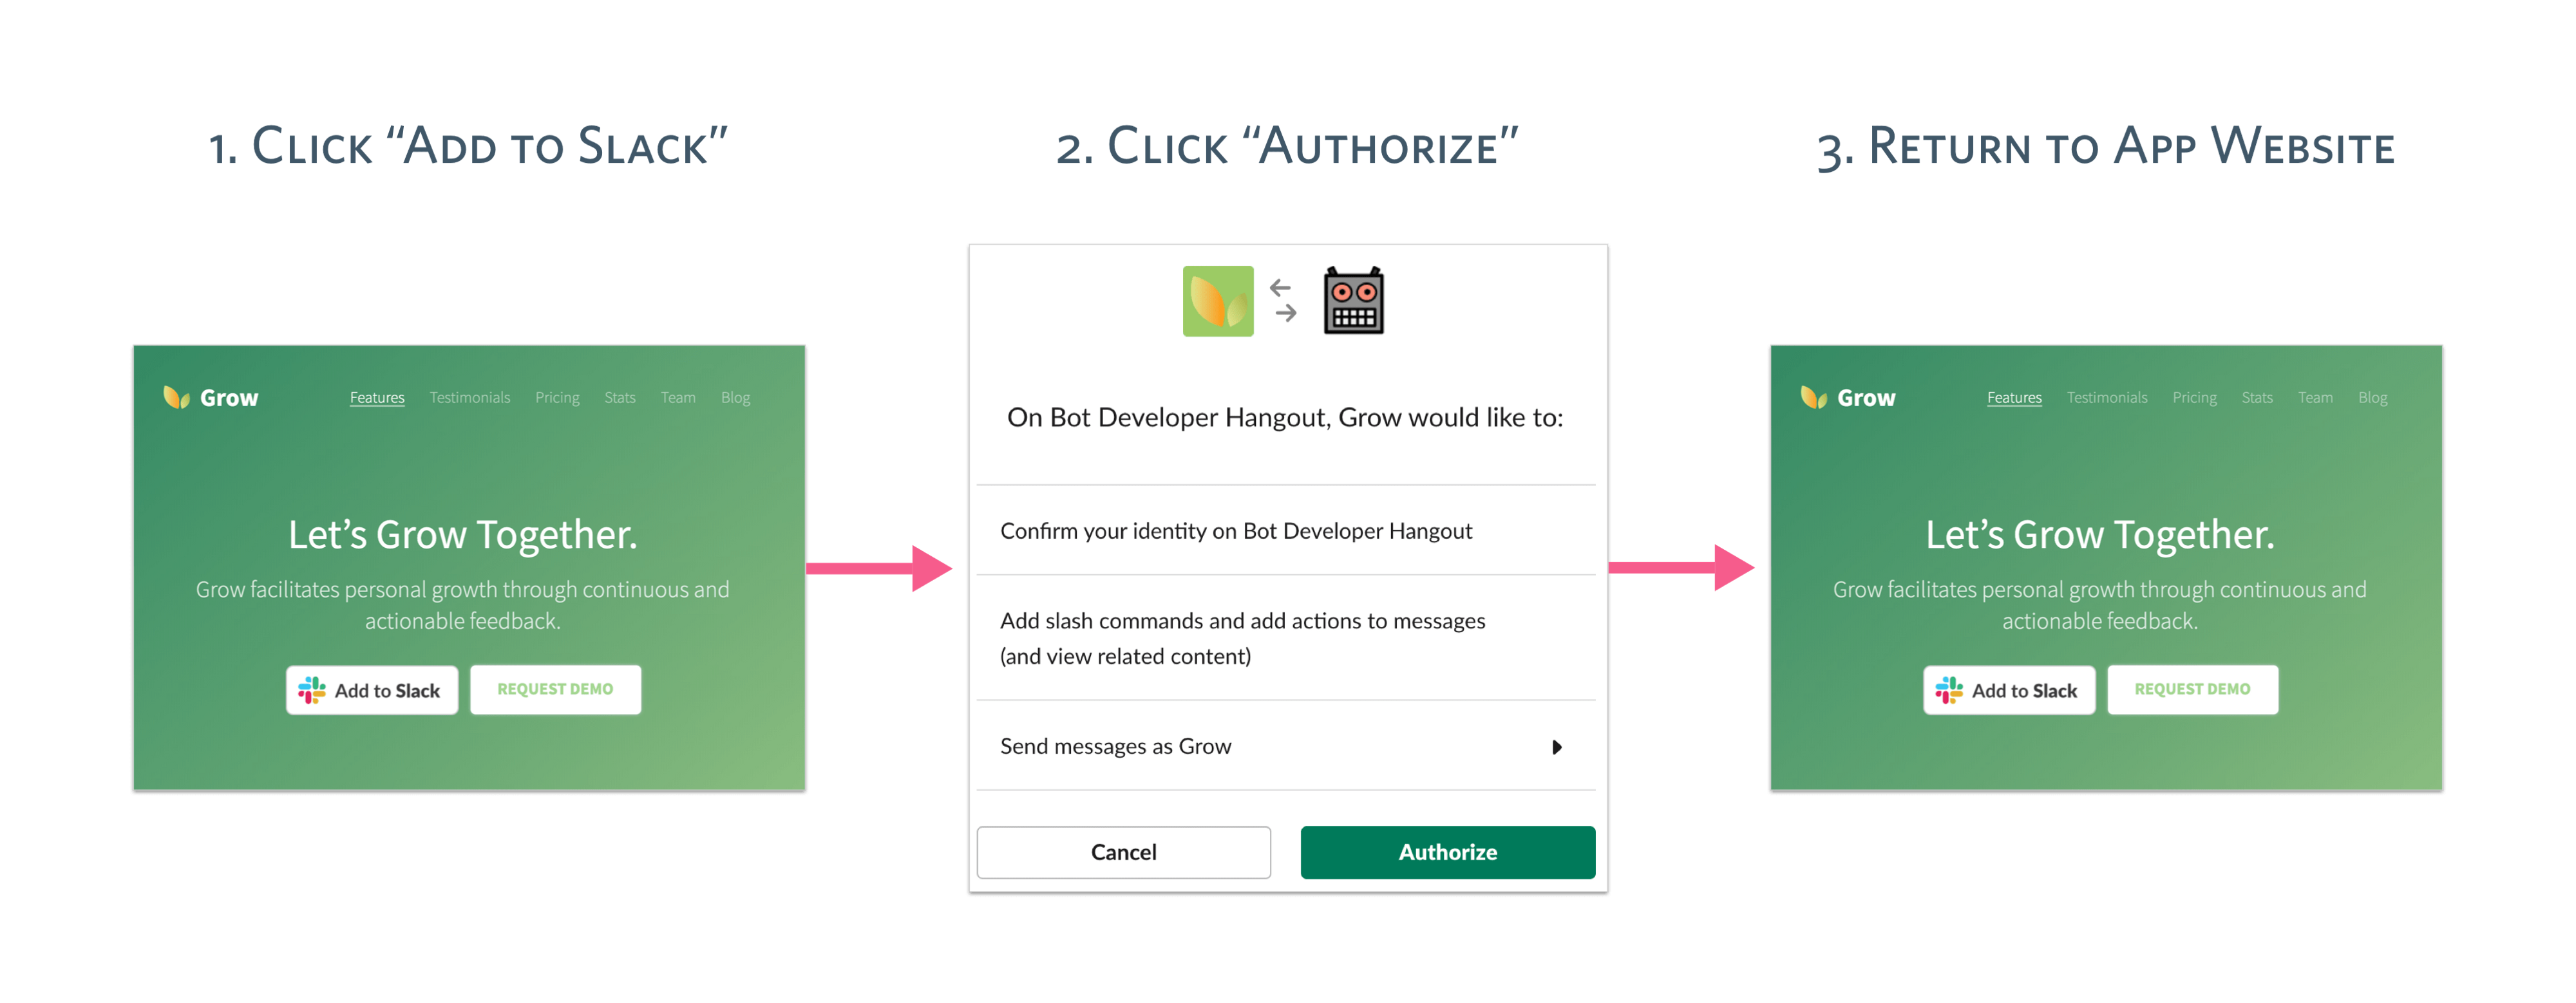 1. Click “Add to Slack”
2. Click “Authorize”
3. Return to App Website
Grow
Features Testimonials Pricing Stats Team Blog
Let’s Grow Together.
Grow facilitates personal growth through continuous and
actionable feedback.
Add to Slack
REQUEST DEMO
On Bot Developer Hangout, Grow would like to:
Confirm your identity on Bot Developer Hangout
Add slash commands and add actions to messages
(and view related content)
Send messages as Grow
Cancel
Authorize
Grow
Features Testimonials Pricing Stats Team Blog
Let’s Grow Together.
Grow facilitates personal growth through continuous and
actionable feedback.
Add to Slack
REQUEST DEMO